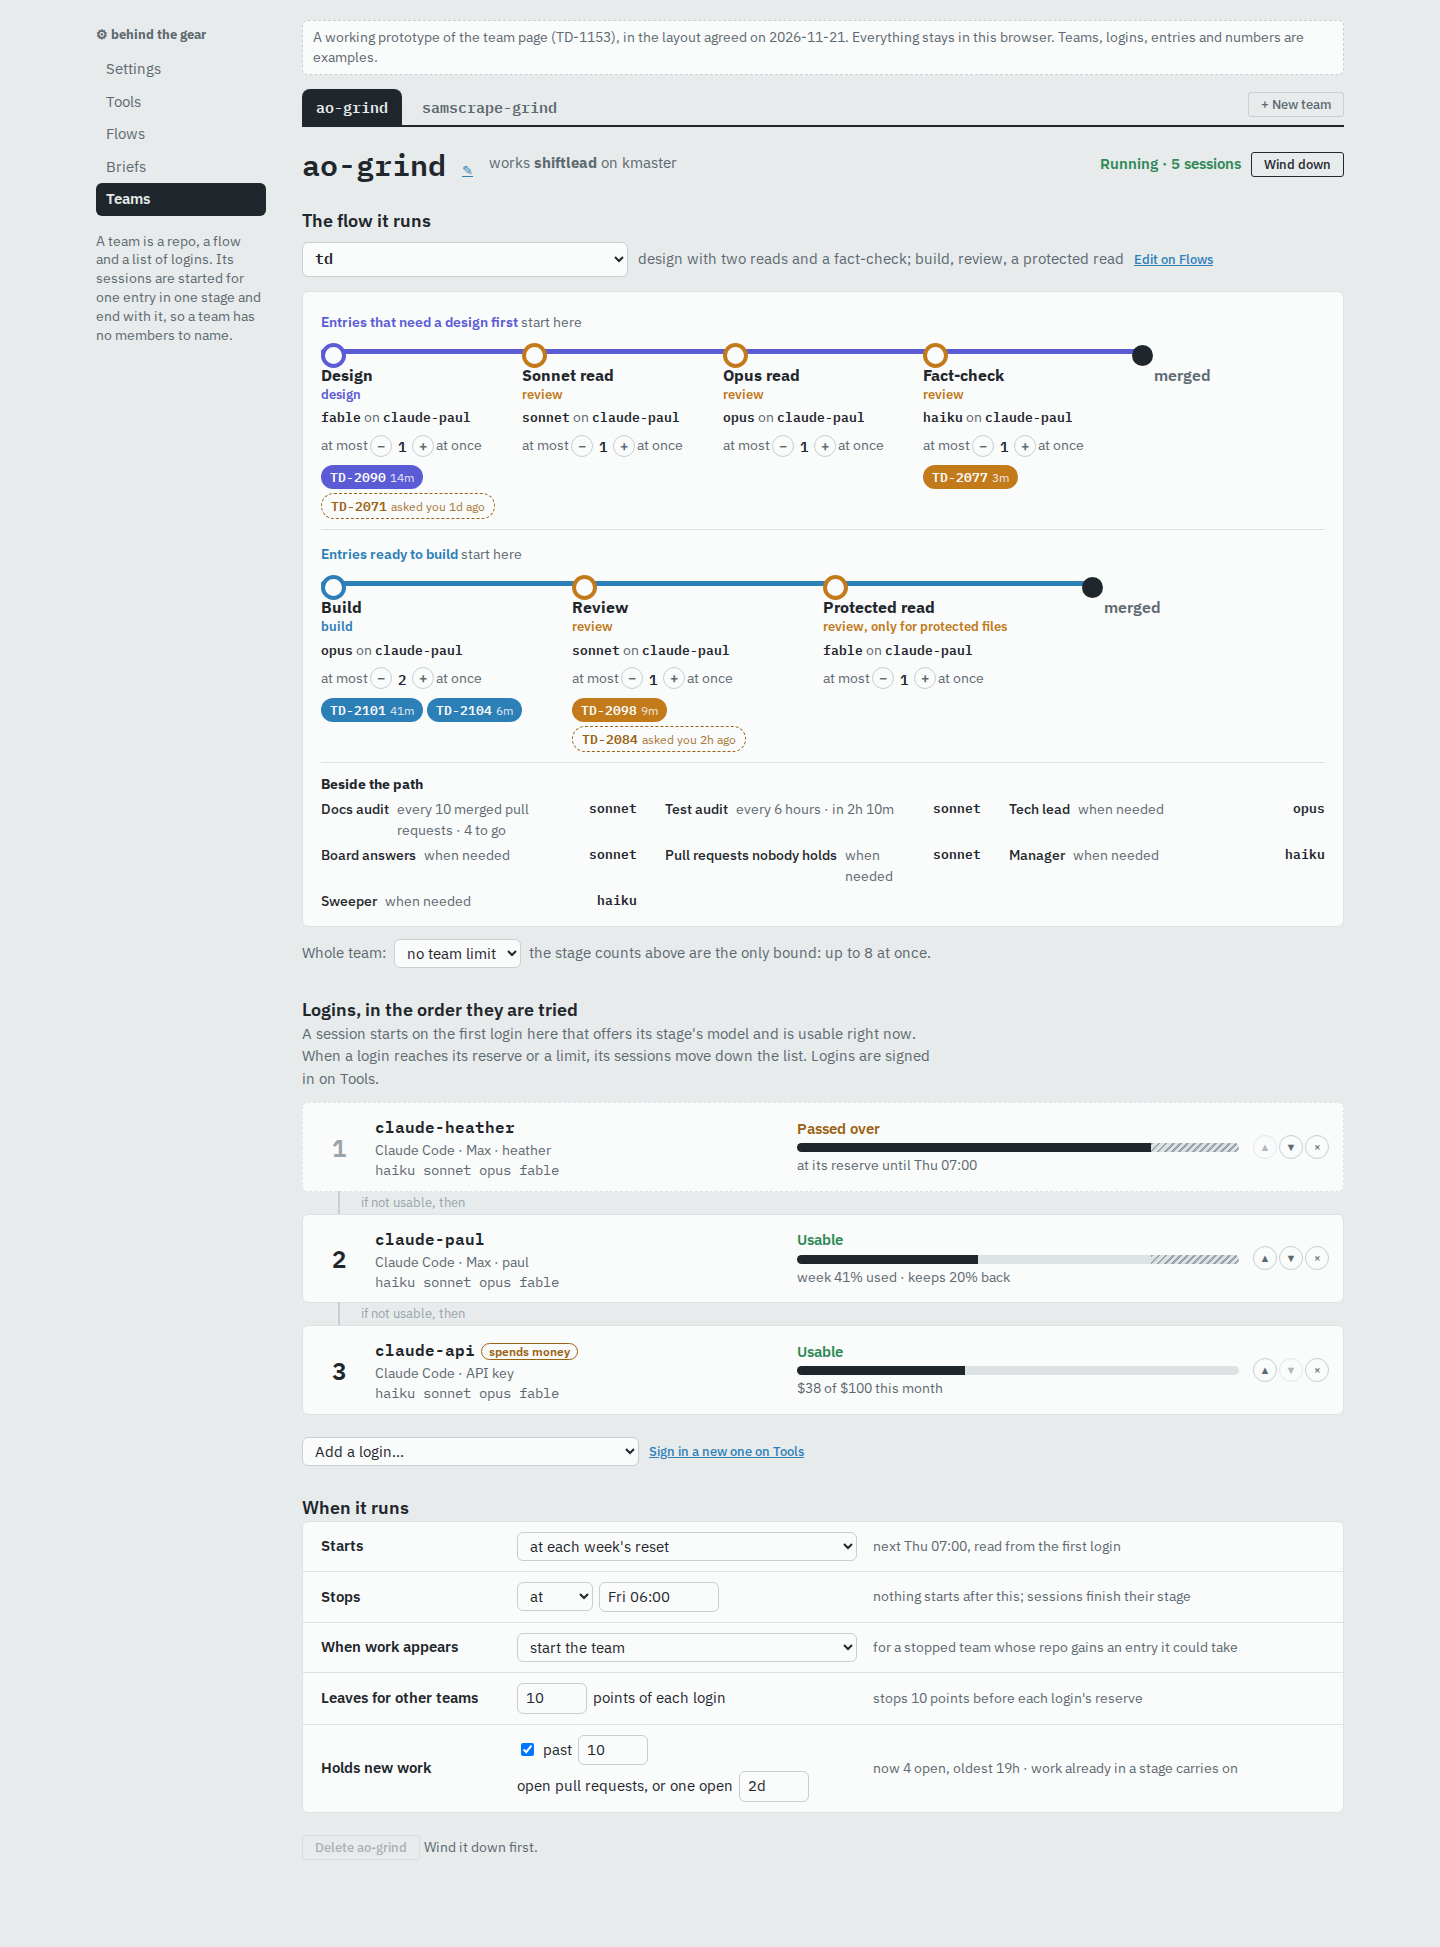 ⚙ behind the gear
Settings
Tools
Flows
Briefs
Teams
A team is a repo, a flow
and a list of logins. Its
sessions are started for
one entry in one stage and
end with it, so a team has
no members to name.
A working prototype of the team page (TD-1153), in the layout agreed on 2026-11-21. Everything stays in this browser. Teams, logins, entries and numbers are
examples.
ao-grind samscrape-grind + New team
ao-grind ✎ works shiftlead on kmaster Running · 5 sessions Wind down
The flow it runs
td design with two reads and a fact-check; build, review, a protected read Edit on Flows
Entries that need a design first start here
Design Sonnet read Opus read Fact-check merged
design review review review
fable on claude-paul sonnet on claude-paul opus on claude-paul haiku on claude-paul
at most − 1 + at once at most − 1 + at once at most − 1 + at once at most − 1 + at once
TD-2090 14m TD-2077 3m
TD-2071 asked you 1d ago
Entries ready to build start here
Build Review Protected read merged
build review review, only for protected files
opus on claude-paul sonnet on claude-paul fable on claude-paul
at most − 2 + at once at most − 1 + at once at most − 1 + at once
TD-2101 41m TD-2104 6m TD-2098 9m
TD-2084 asked you 2h ago
Beside the path
Docs audit every 10 merged pull sonnet Test audit every 6 hours · in 2h 10m sonnet Tech lead when needed opus
requests · 4 to go
Board answers when needed sonnet Pull requests nobody holds when sonnet Manager when needed haiku
needed
Sweeper when needed haiku
Whole team: no team limit the stage counts above are the only bound: up to 8 at once.
Logins, in the order they are tried
A session starts on the first login here that offers its stage's model and is usable right now.
When a login reaches its reserve or a limit, its sessions move down the list. Logins are signed
in on Tools.
claude-heather Passed over
1 Claude Code · Max · heather ▲ ▼ ×
haiku sonnet opus fable at its reserve until Thu 07:00
if not usable, then
claude-paul Usable
2 Claude Code · Max · paul ▲ ▼ ×
haiku sonnet opus fable week 41% used · keeps 20% back
if not usable, then
claude-api spends money Usable
3 Claude Code · API key ▲ ▼ ×
haiku sonnet opus fable $38 of $100 this month
Add a login... Sign in a new one on Tools
When it runs
Starts at each week's reset next Thu 07:00, read from the first login
Stops at Fri 06:00 nothing starts after this; sessions finish their stage
When work appears start the team for a stopped team whose repo gains an entry it could take
Leaves for other teams 10 points of each login stops 10 points before each login's reserve
past 10
Holds new work now 4 open, oldest 19h · work already in a stage carries on
open pull requests, or one open 2d
Delete ao-grind Wind it down first.